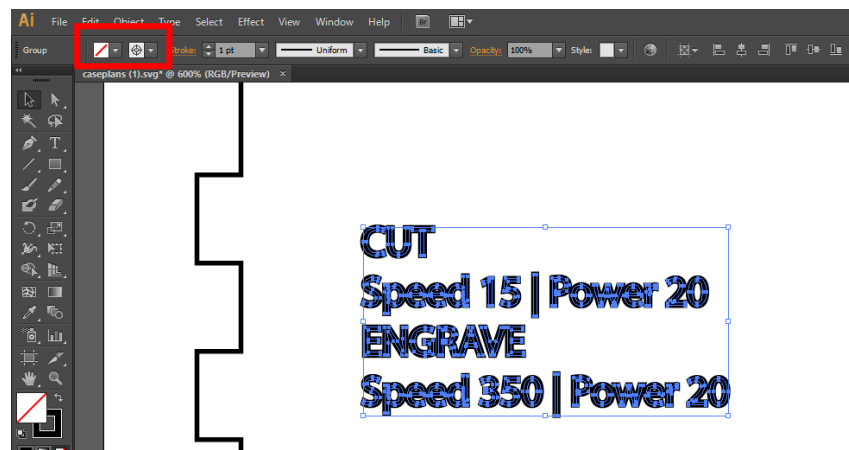 Ai File Edit Object Type Select Effect View Window Help Br
Group Stroke: 1 pt Uniform Basic Opacity: 100% Style:
caseplans (1).svg* @ 600% (RGB/Preview) ×
CUT
Speed 15 | Power 20
ENGRAVE
Speed 350 | Power 20